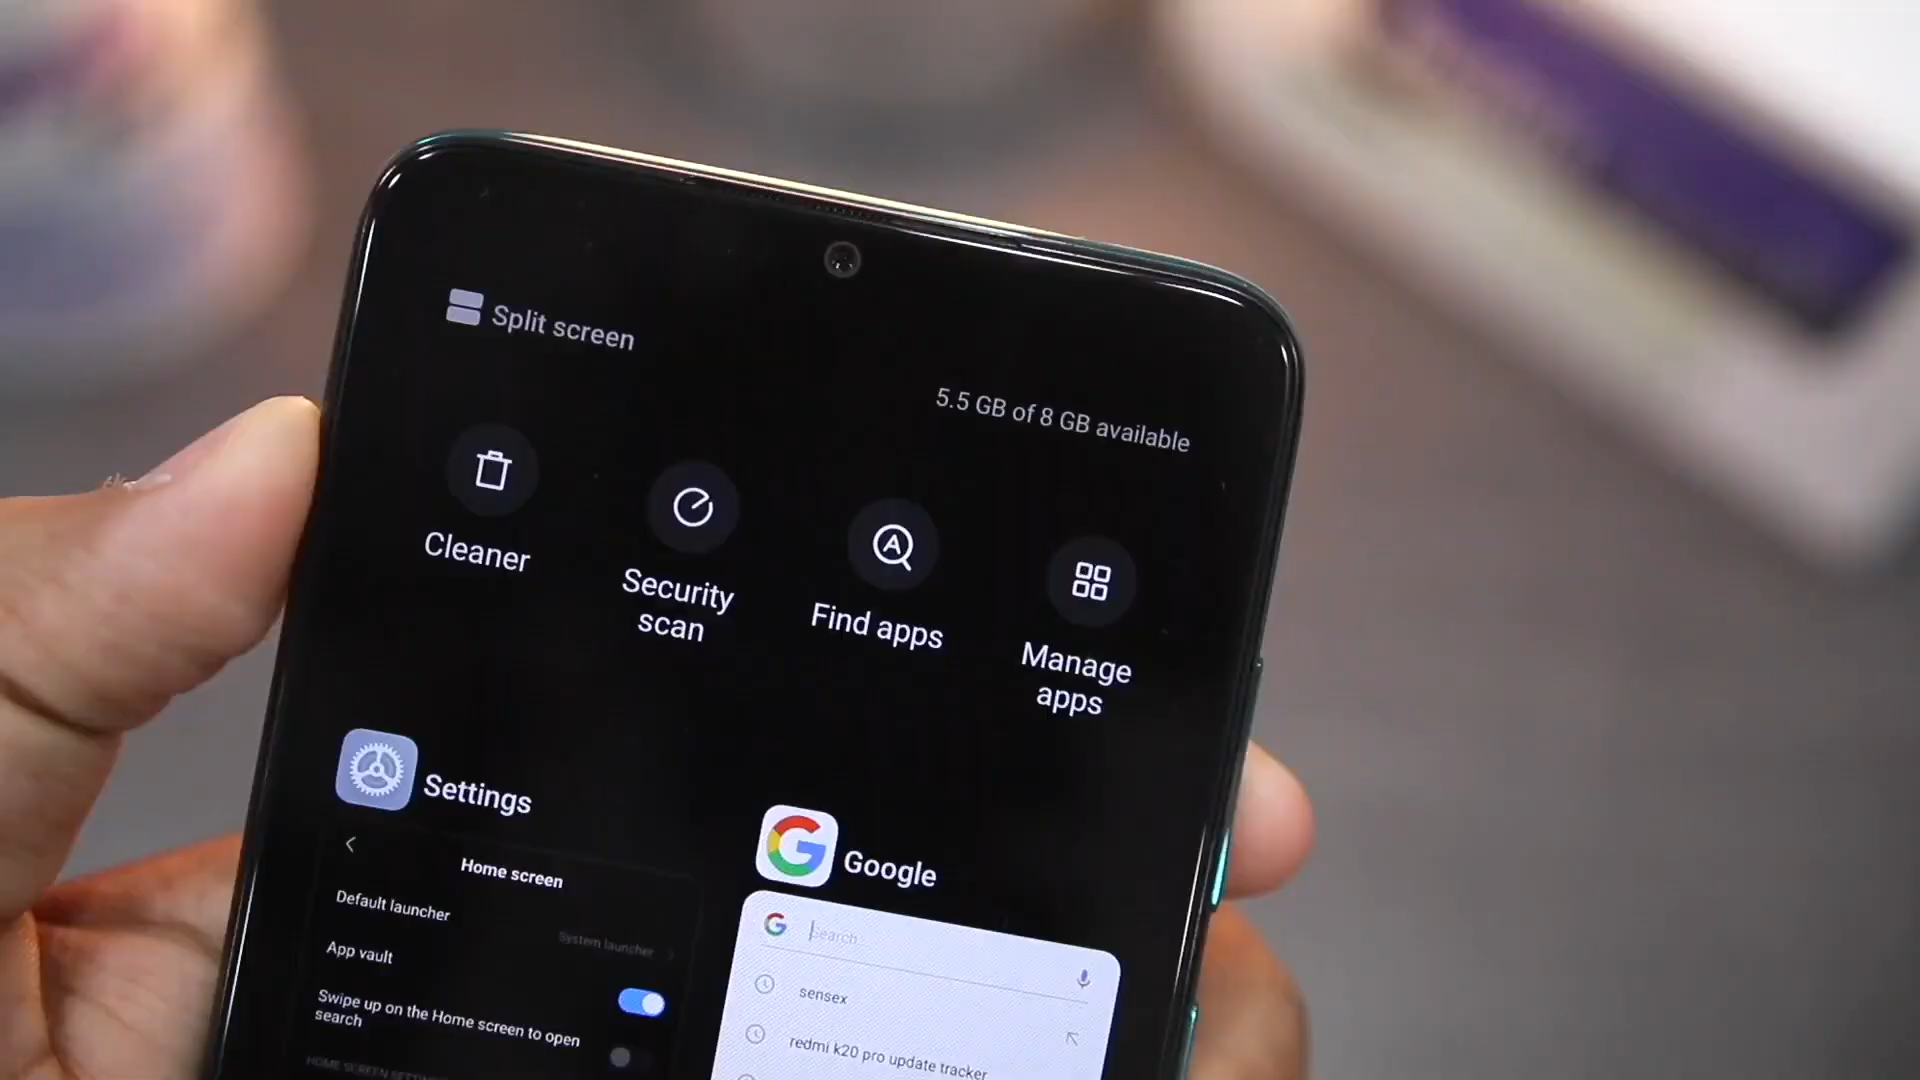 Split screen
5.5 GB of 8 GB available
Cleaner
Security
scan
Find apps
Manage
apps
Settings
Google
Home screen
Default launcher
System launcher
App vault
Swipe up on the Home screen to open
search
Search
sensex
redmi k20 pro update tracker